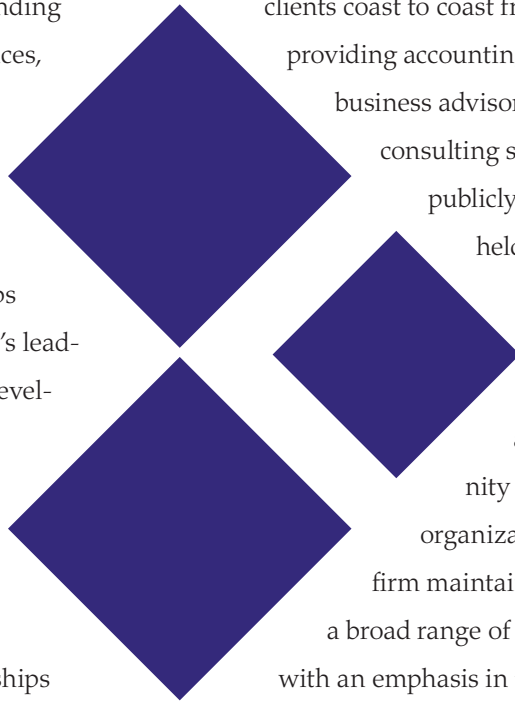 nding
ces,
ps
's lead-
evel-
ships
clients coast to coast fr
providing accountin
business advisor
consulting s
publicly
held
nity
organiza
firm maintai
a broad range of
with an emphasis in